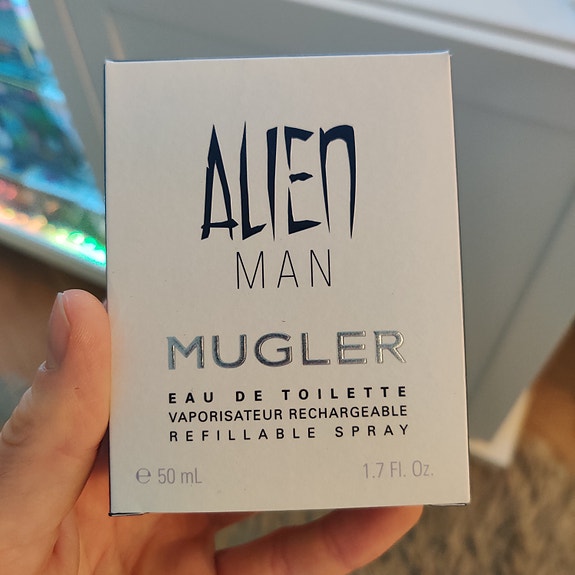 ALIEN
MAN
MUGLER
EAU DE TOILETTE
VAPORISATEUR RECHARGEABLE
REFILLABLE SPRAY
℮ 50 mL 1.7 Fl. Oz.